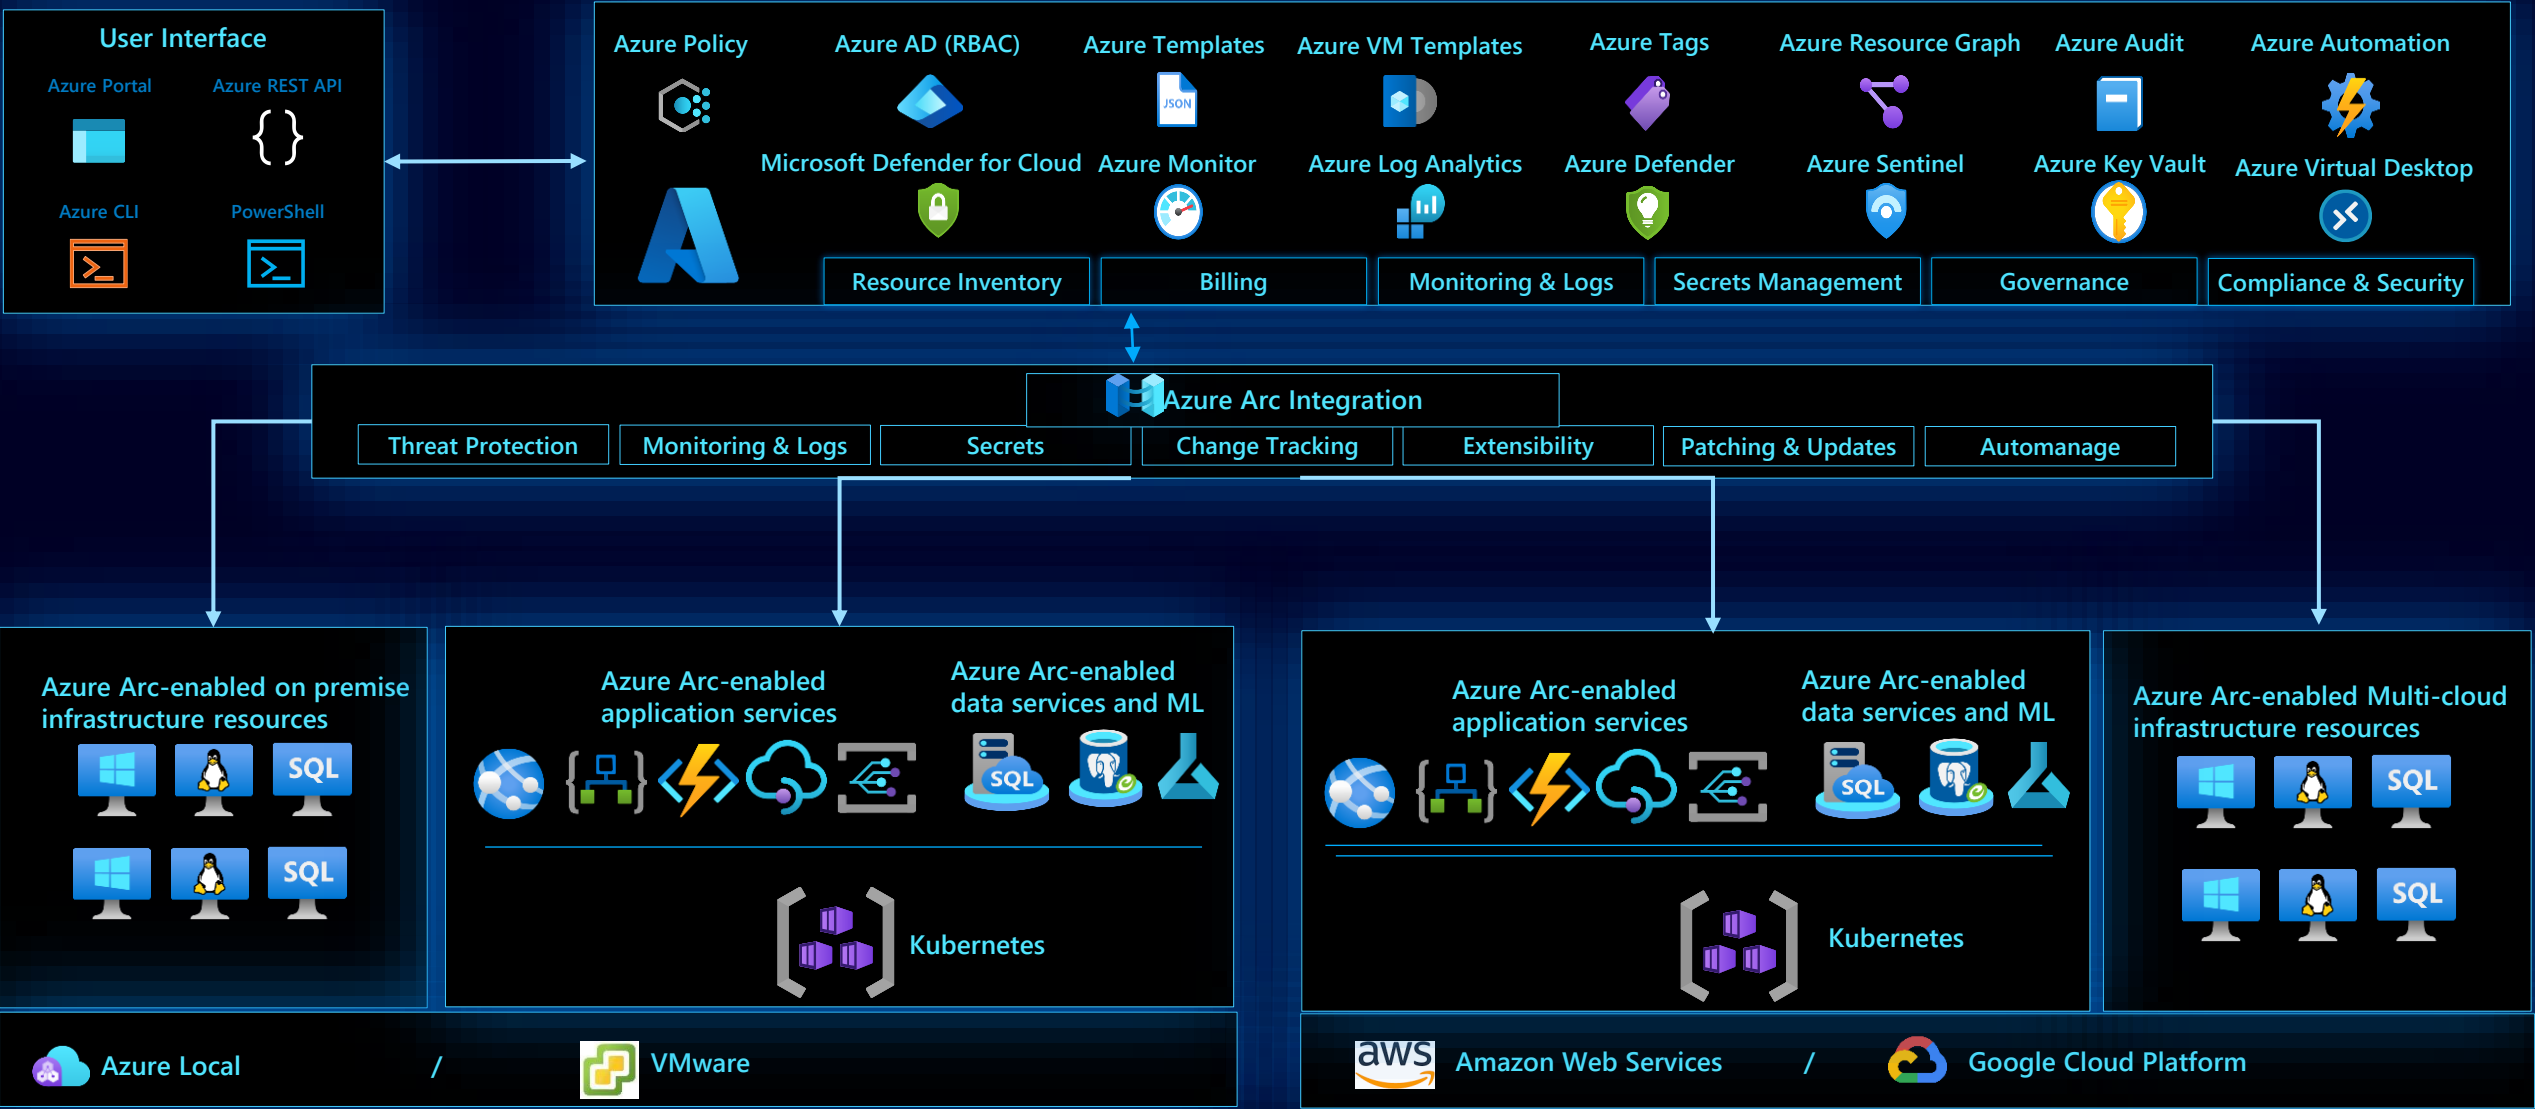 User Interface
Azure Portal
Azure REST API
Azure CLI
PowerShell
Azure Policy
Azure AD (RBAC)
Azure Templates
Azure VM Templates
Azure Tags
Azure Resource Graph
Azure Audit
Azure Automation
JSON
Microsoft Defender for Cloud
Azure Monitor
Azure Log Analytics
Azure Defender
Azure Sentinel
Azure Key Vault
Azure Virtual Desktop
Resource Inventory
Billing
Monitoring & Logs
Secrets Management
Governance
Compliance & Security
Azure Arc Integration
Threat Protection
Monitoring & Logs
Secrets
Change Tracking
Extensibility
Patching & Updates
Automanage
Azure Arc-enabled on premise
infrastructure resources
SQL
SQL
Azure Arc-enabled
application services
Azure Arc-enabled
data services and ML
SQL
Kubernetes
Azure Arc-enabled
application services
Azure Arc-enabled
data services and ML
SQL
Kubernetes
Azure Arc-enabled Multi-cloud
infrastructure resources
SQL
SQL
Azure Local
/
VMware
aws
Amazon Web Services
/
Google Cloud Platform